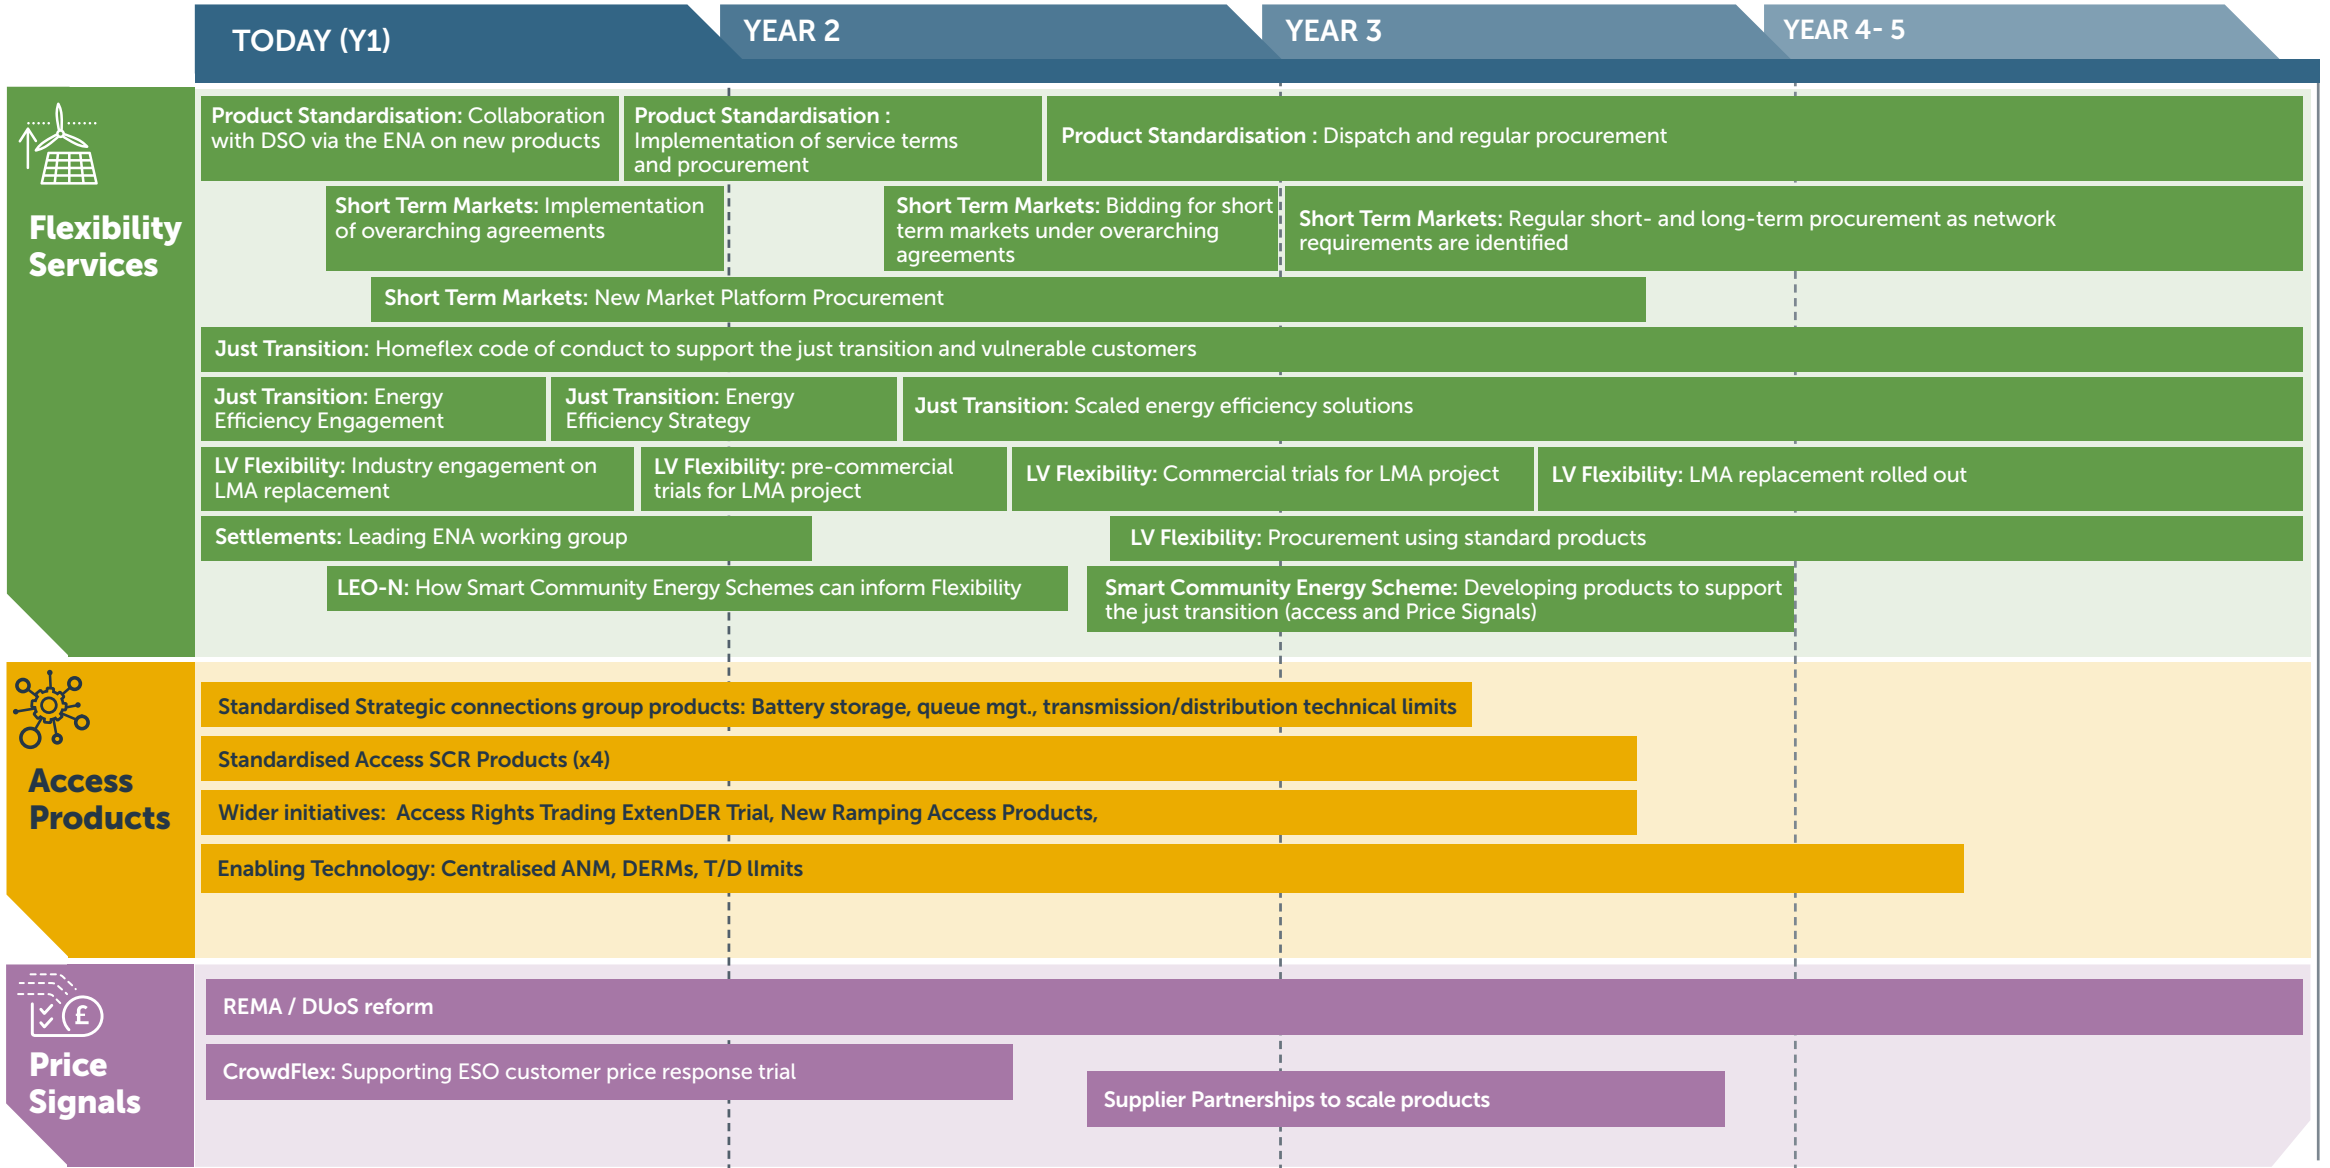 TODAY (Y1)
YEAR 2
YEAR 3
YEAR 4- 5
Flexibility
Services
Product Standardisation: Collaboration
with DSO via the ENA on new products
Product Standardisation :
Implementation of service terms
and procurement
Product Standardisation : Dispatch and regular procurement
Short Term Markets: Implementation
of overarching agreements
Short Term Markets: Bidding for short
term markets under overarching
agreements
Short Term Markets: Regular short- and long-term procurement as network
requirements are identified
Short Term Markets: New Market Platform Procurement
Just Transition: Homeflex code of conduct to support the just transition and vulnerable customers
Just Transition: Energy
Efficiency Engagement
Just Transition: Energy
Efficiency Strategy
Just Transition: Scaled energy efficiency solutions
LV Flexibility: Industry engagement on
LMA replacement
LV Flexibility: pre-commercial
trials for LMA project
LV Flexibility: Commercial trials for LMA project
LV Flexibility: LMA replacement rolled out
Settlements: Leading ENA working group
LV Flexibility: Procurement using standard products
LEO-N: How Smart Community Energy Schemes can inform Flexibility
Smart Community Energy Scheme: Developing products to support
the just transition (access and Price Signals)
Access
Products
Standardised Strategic connections group products: Battery storage, queue mgt., transmission/distribution technical limits
Standardised Access SCR Products (x4)
Wider initiatives:  Access Rights Trading ExtenDER Trial, New Ramping Access Products,
Enabling Technology: Centralised ANM, DERMs, T/D lImits
£
Price
Signals
REMA / DUoS reform
CrowdFlex: Supporting ESO customer price response trial
Supplier Partnerships to scale products